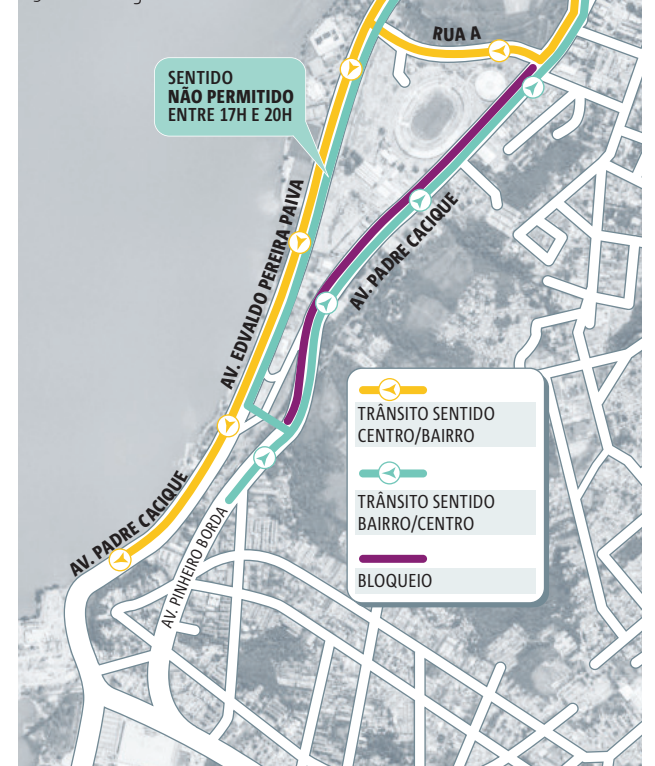 RUA A
SENTIDO
NÃO PERMITIDO
ENTRE 17H E 20H
AV. EDVALDO PEREIRA PAIVA
AV. PADRE CACIQUE
TRÂNSITO SENTIDO
CENTRO/BAIRRO
TRÂNSITO SENTIDO
BAIRRO/CENTRO
BLOQUEIO
AV. PADRE CACIQUE
AV. PINHEIRO BORDA